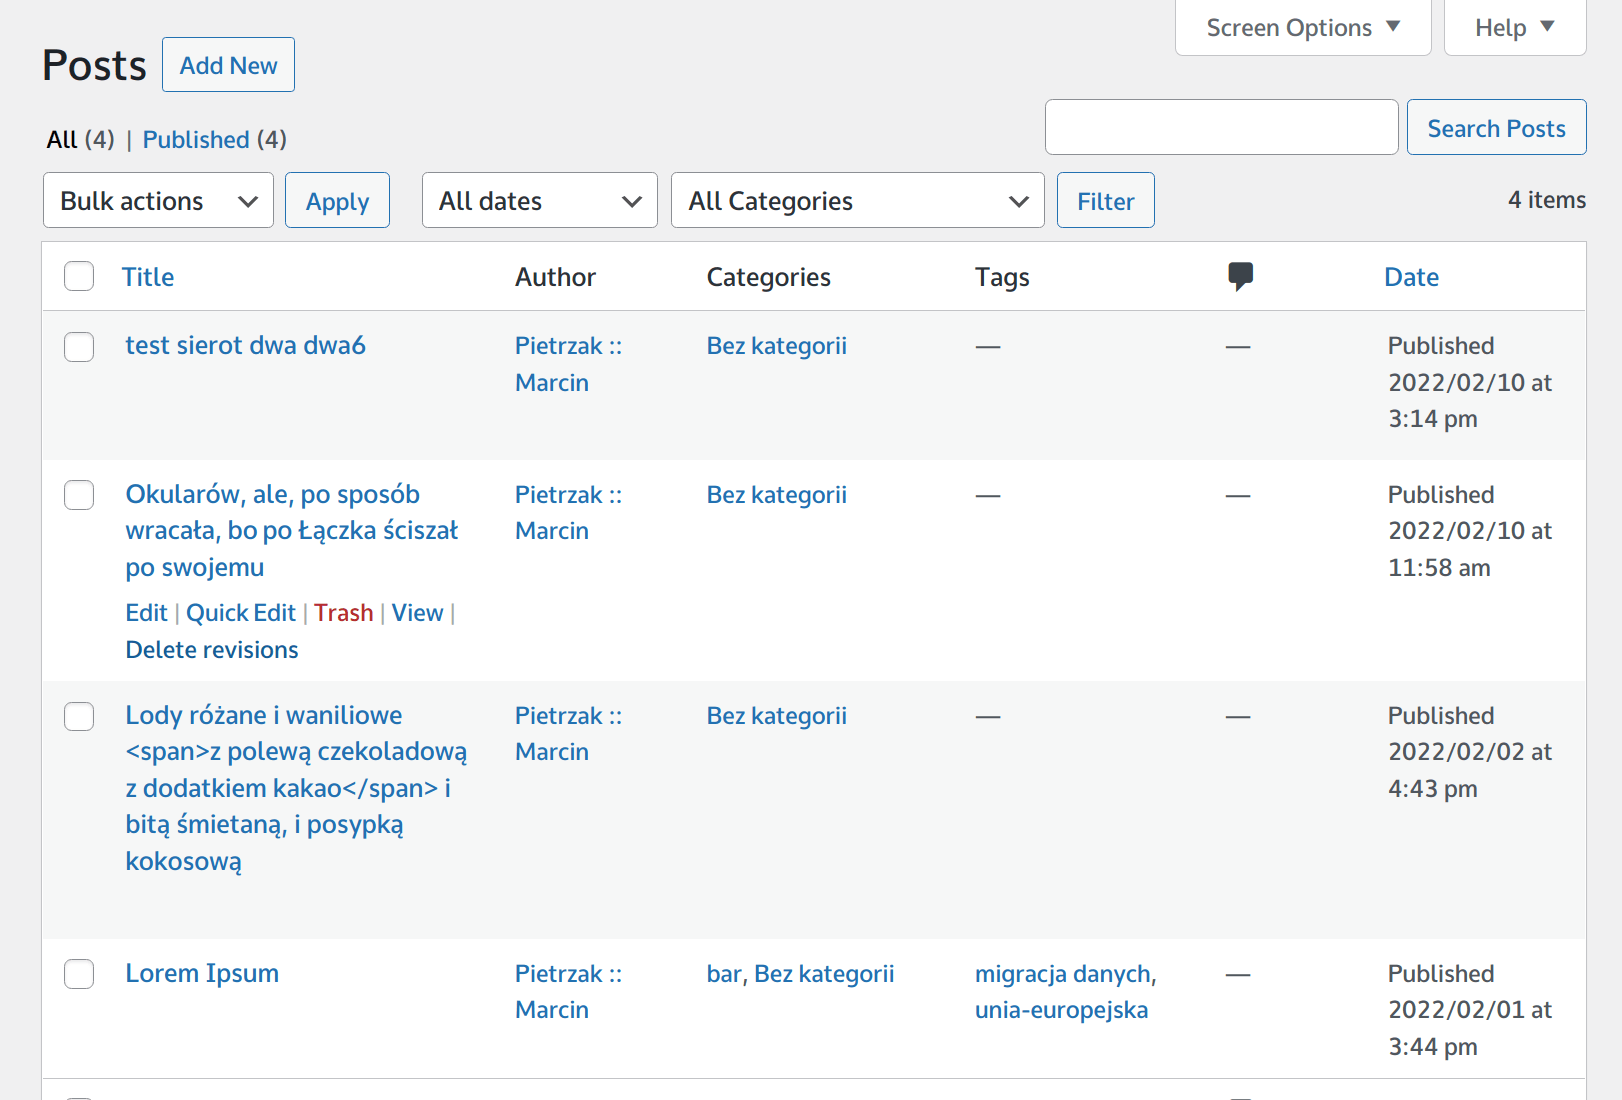 Screen Options
Help
Posts
Add New
All (4) | Published (4)
Search Posts
Bulk actions
Apply
All dates
All Categories
Filter
4 items
Title
Author
Categories
Tags
Date
test sierot dwa dwa6
Pietrzak ::
Marcin
Bez kategorii
—
—
Published
2022/02/10 at
3:14 pm
Okularów, ale, po sposób
wracała, bo po Łączka ściszał
po swojemu
Edit | Quick Edit | Trash | View |
Delete revisions
Pietrzak ::
Marcin
Bez kategorii
—
—
Published
2022/02/10 at
11:58 am
Lody różane i waniliowe
<span>z polewą czekoladową
z dodatkiem kakao</span> i
bitą śmietaną, i posypką
kokosową
Pietrzak ::
Marcin
Bez kategorii
—
—
Published
2022/02/02 at
4:43 pm
Lorem Ipsum
Pietrzak ::
Marcin
bar, Bez kategorii
migracja danych,
unia-europejska
—
Published
2022/02/01 at
3:44 pm